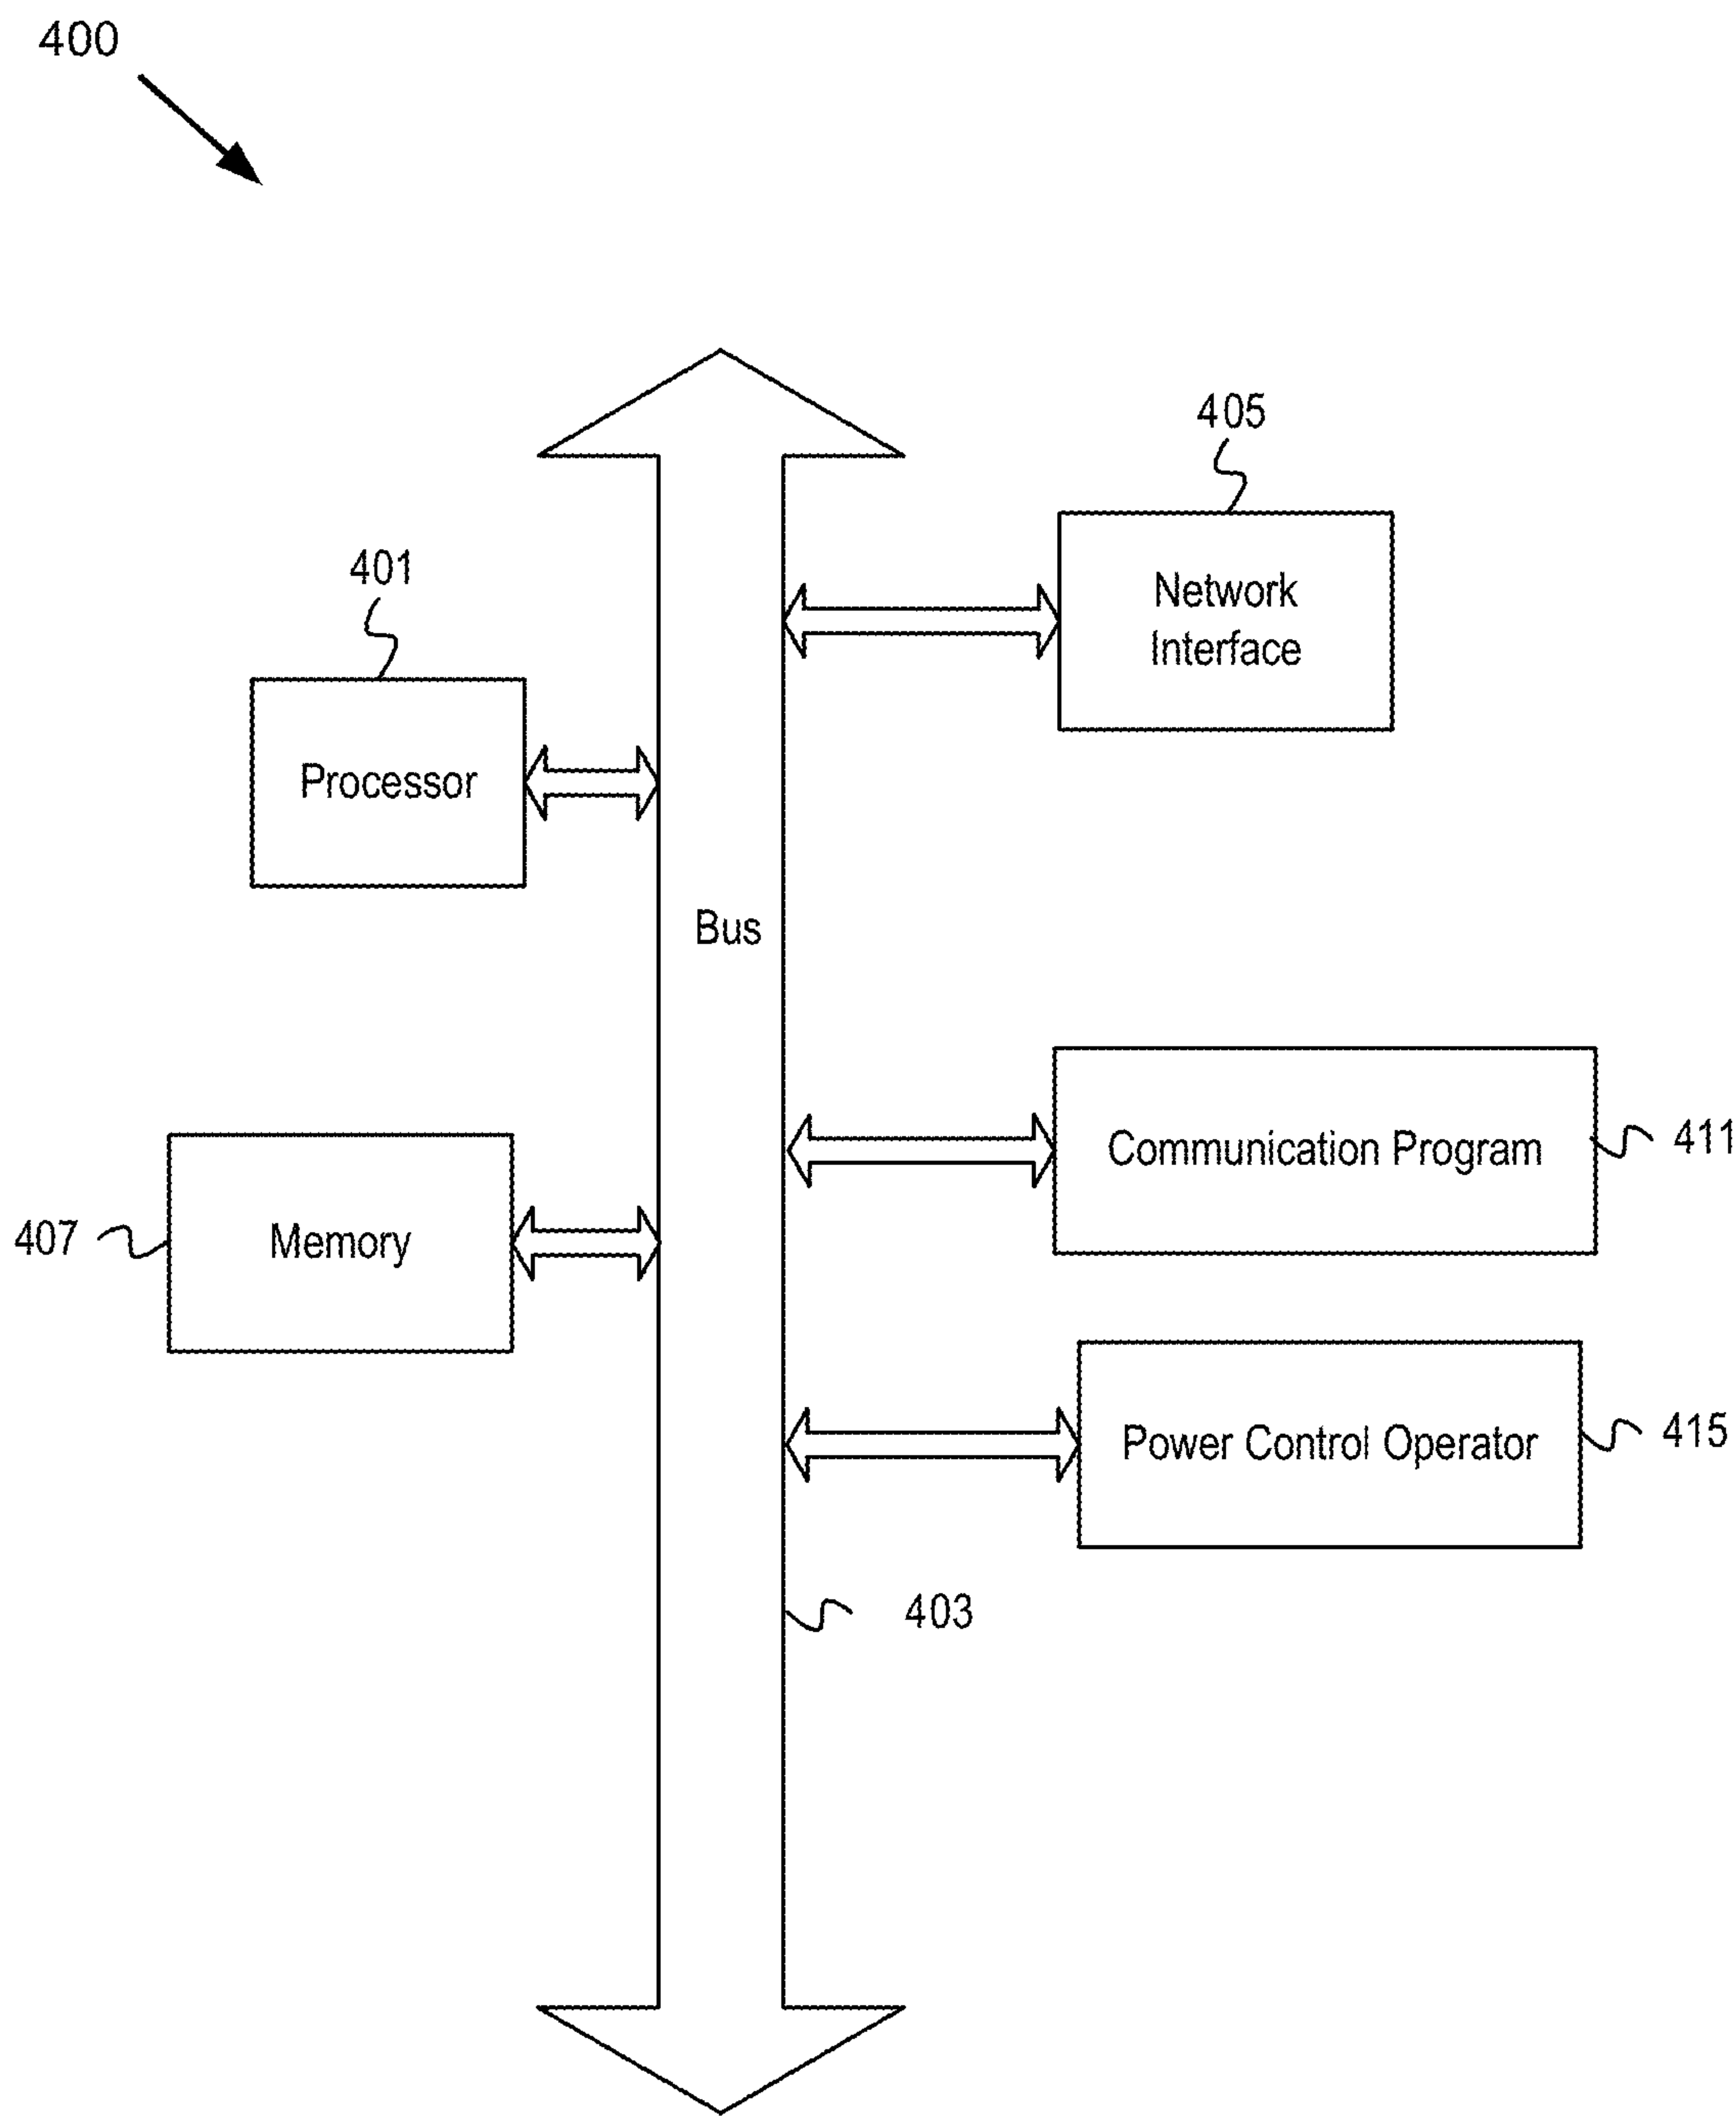 400
405
Network
Interface
401
Processor
Bus
Communication Program
411
407
Memory
Power Control Operator
415
403